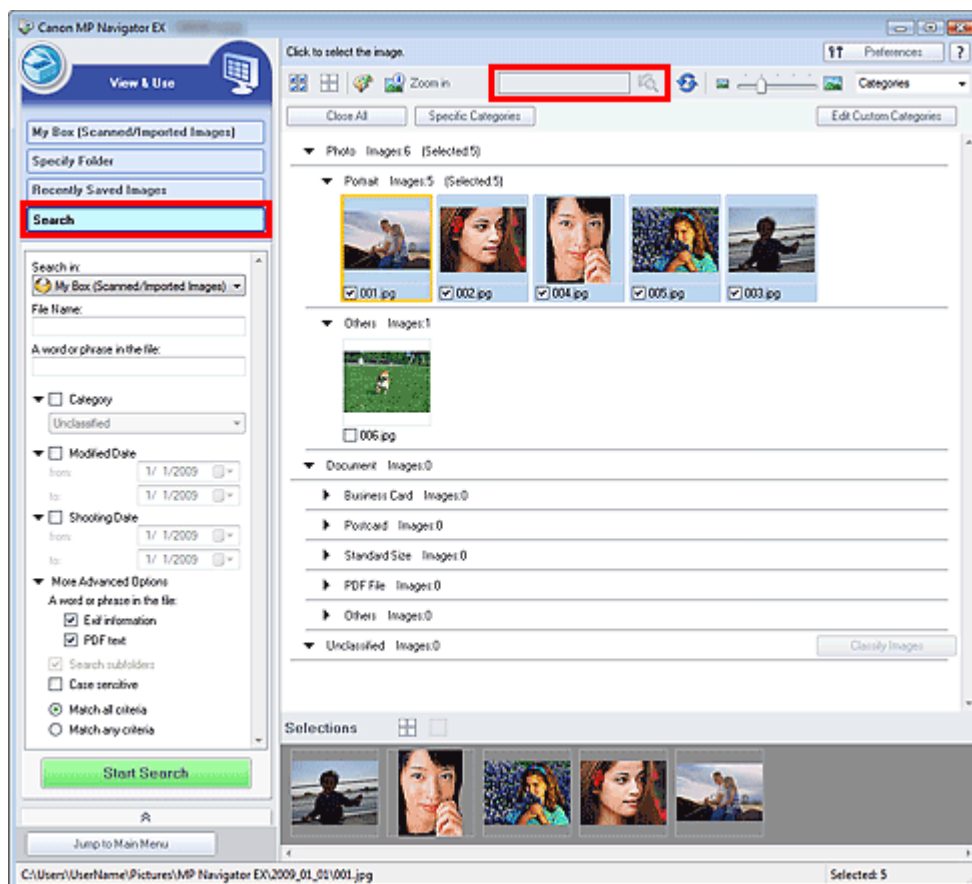 Canon MP Navigator EX
View & Use
My Box (Scanned/Imported Images)
Specify Folder
Recently Saved Images
Search
Search in:
My Box (Scanned/Imported Images)
File Name:
A word or phrase in the file:
Category
Unclassified
Modified Date
from: 1/ 1/2009
to: 1/ 1/2009
Shooting Date
from: 1/ 1/2009
to: 1/ 1/2009
More Advanced Options
A word or phrase in the file:
Exif information
PDF text
Search subfolders
Case sensitive
Match all criteria
Match any criteria
Start Search
Jump to Main Menu
Click to select the image.
Preferences ?
Zoom in
Categories
Close All Specific Categories Edit Custom Categories
Photo Images:6 (Selected:5)
Portrait Images:5 (Selected:5)
001.jpg 002.jpg 004.jpg 005.jpg 003.jpg
Others Images:1
006.jpg
Document Images:0
Business Card Images:0
Postcard Images:0
Standard Size Images:0
PDF File Images:0
Others Images:0
Unclassified Images:0 Classify Images
Selections
C:\Users\UserName\Pictures\MP Navigator EX\2009_01_01\001.jpg Selected: 5